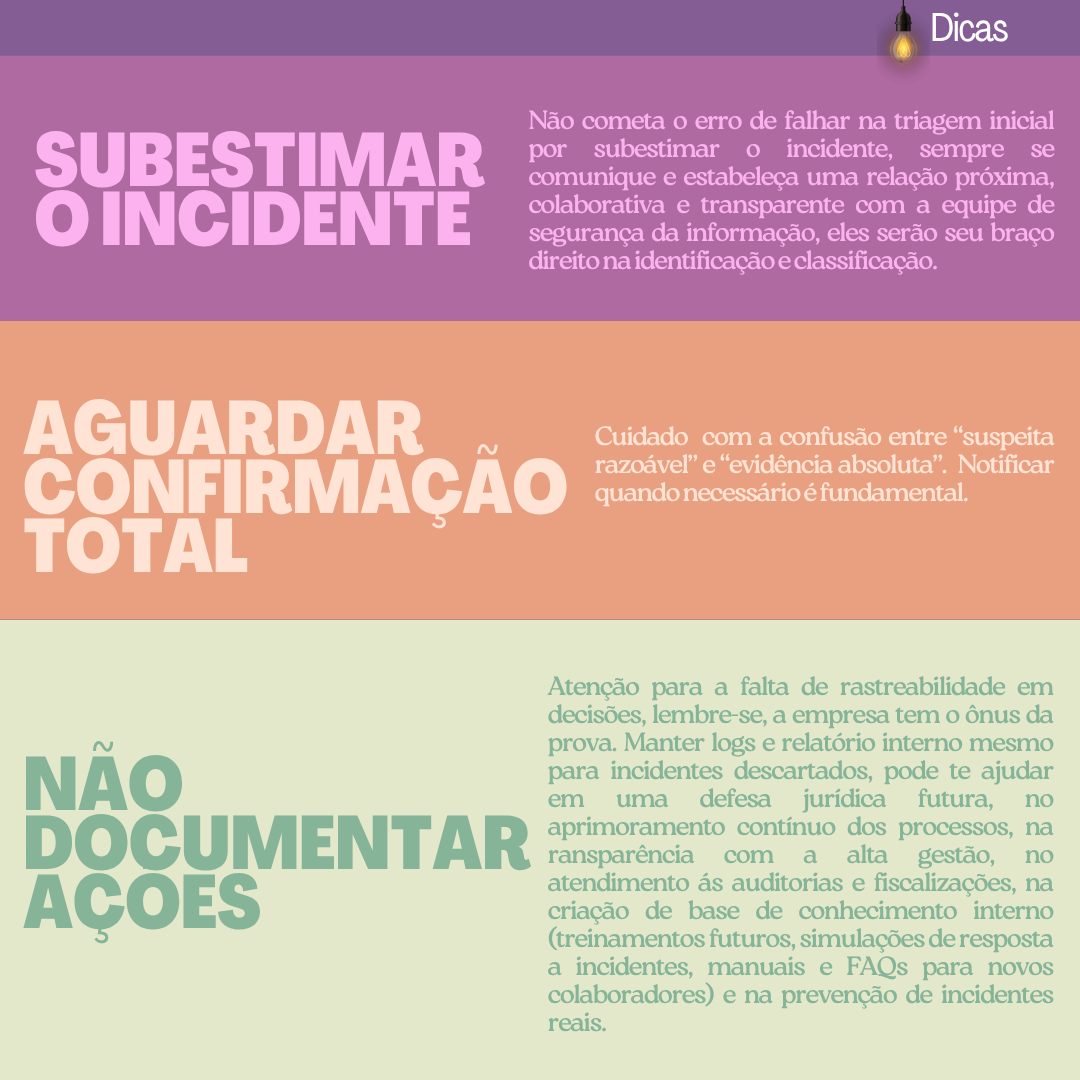 Dicas
SUBESTIMAR
O INCIDENTE
Não cometa o erro de falhar na triagem inicial
por subestimar o incidente, sempre se
comunique e estabeleça uma relação próxima,
colaborativa e transparente com a equipe de
segurança da informação, eles serão seu braço
direito na identificação e classificação.
AGUARDAR
CONFIRMAÇÃO
TOTAL
Cuidado com a confusão entre “suspeita
razoável” e “evidência absoluta”. Notificar
quando necessário é fundamental.
NÃO
DOCUMENTAR
AÇOES
Atenção para a falta de rastreabilidade em
decisões, lembre-se, a empresa tem o ônus da
prova. Manter logs e relatório interno mesmo
para incidentes descartados, pode te ajudar
em uma defesa jurídica futura, no
aprimoramento contínuo dos processos, na
ransparência com a alta gestão, no
atendimento ás auditorias e fiscalizações, na
criação de base de conhecimento interno
(treinamentos futuros, simulações de resposta
a incidentes, manuais e FAQs para novos
colaboradores) e na prevenção de incidentes
reais.